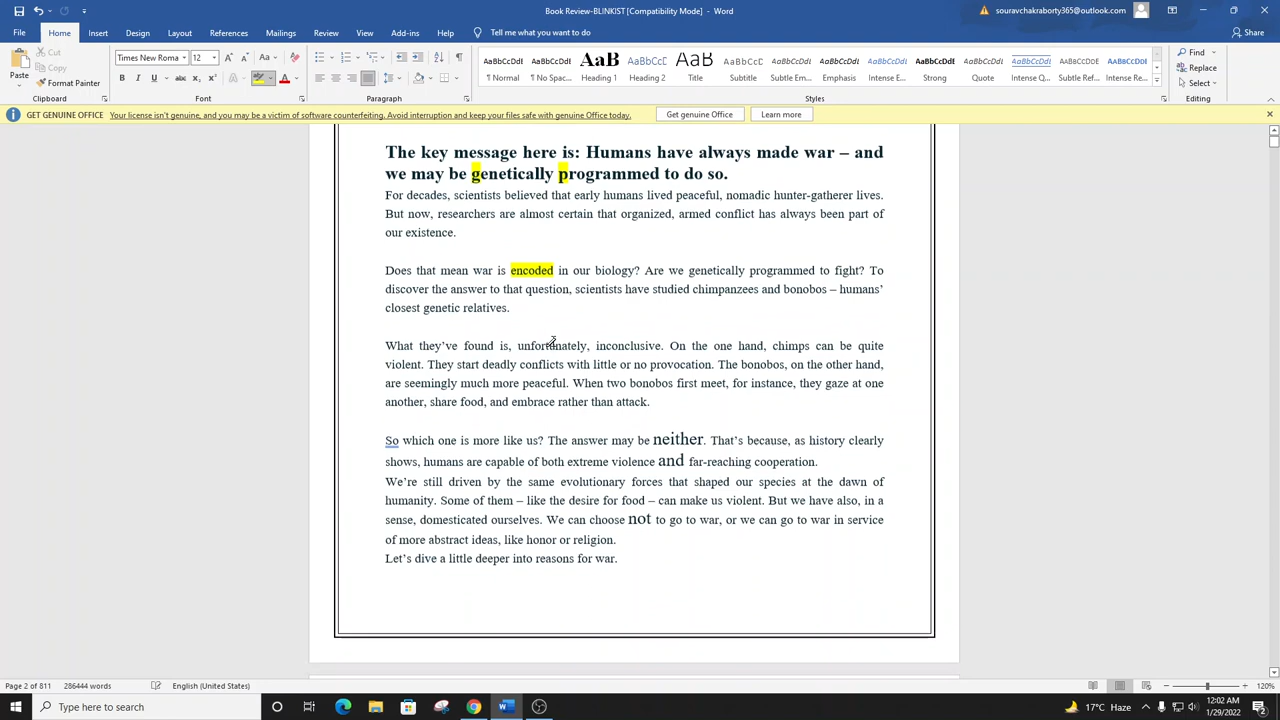 Book Review-BLINKIST [Compatibility Mode] - Word
souravchakraborty365@outlook.com
File Home Insert Design Layout References Mailings Review View Add-ins Help Tell me what you want to do Share
Paste
Cut
Copy
Format Painter
Clipboard
Times New Roma 12
Font
Paragraph
AaBbCcDdI AaBbCcDdI AaB AaBbCcI AaB AaBbCcD AaBbCcDdI AaBbCcDdI AaBbCcDdI AaBbCcDdI AaBbCcDdI AaBbCcDdI AABBCCDD AABBCCDD
¶ Normal ¶ No Spac... Heading 1 Heading 2 Title Subtitle Subtle Em... Emphasis Intense E... Strong Quote Intense Q... Subtle Ref... Intense Re...
Styles
Find
Replace
Select
Editing
GET GENUINE OFFICE Your license isn't genuine, and you may be a victim of software counterfeiting. Avoid interruption and keep your files safe with genuine Office today. Get genuine Office Learn more
The key message here is: Humans have always made war – and
we may be genetically programmed to do so.
For decades, scientists believed that early humans lived peaceful, nomadic hunter-gatherer lives.
But now, researchers are almost certain that organized, armed conflict has always been part of
our existence.
Does that mean war is encoded in our biology? Are we genetically programmed to fight? To
discover the answer to that question, scientists have studied chimpanzees and bonobos – humans’
closest genetic relatives.
What they’ve found is, unfortunately, inconclusive. On the one hand, chimps can be quite
violent. They start deadly conflicts with little or no provocation. The bonobos, on the other hand,
are seemingly much more peaceful. When two bonobos first meet, for instance, they gaze at one
another, share food, and embrace rather than attack.
So which one is more like us? The answer may be neither. That’s because, as history clearly
shows, humans are capable of both extreme violence and far-reaching cooperation.
We’re still driven by the same evolutionary forces that shaped our species at the dawn of
humanity. Some of them – like the desire for food – can make us violent. But we have also, in a
sense, domesticated ourselves. We can choose not to go to war, or we can go to war in service
of more abstract ideas, like honor or religion.
Let’s dive a little deeper into reasons for war.
Page 2 of 811 286444 words English (United States) 120%
Type here to search
17°C Haze
12:02 AM
1/29/2022